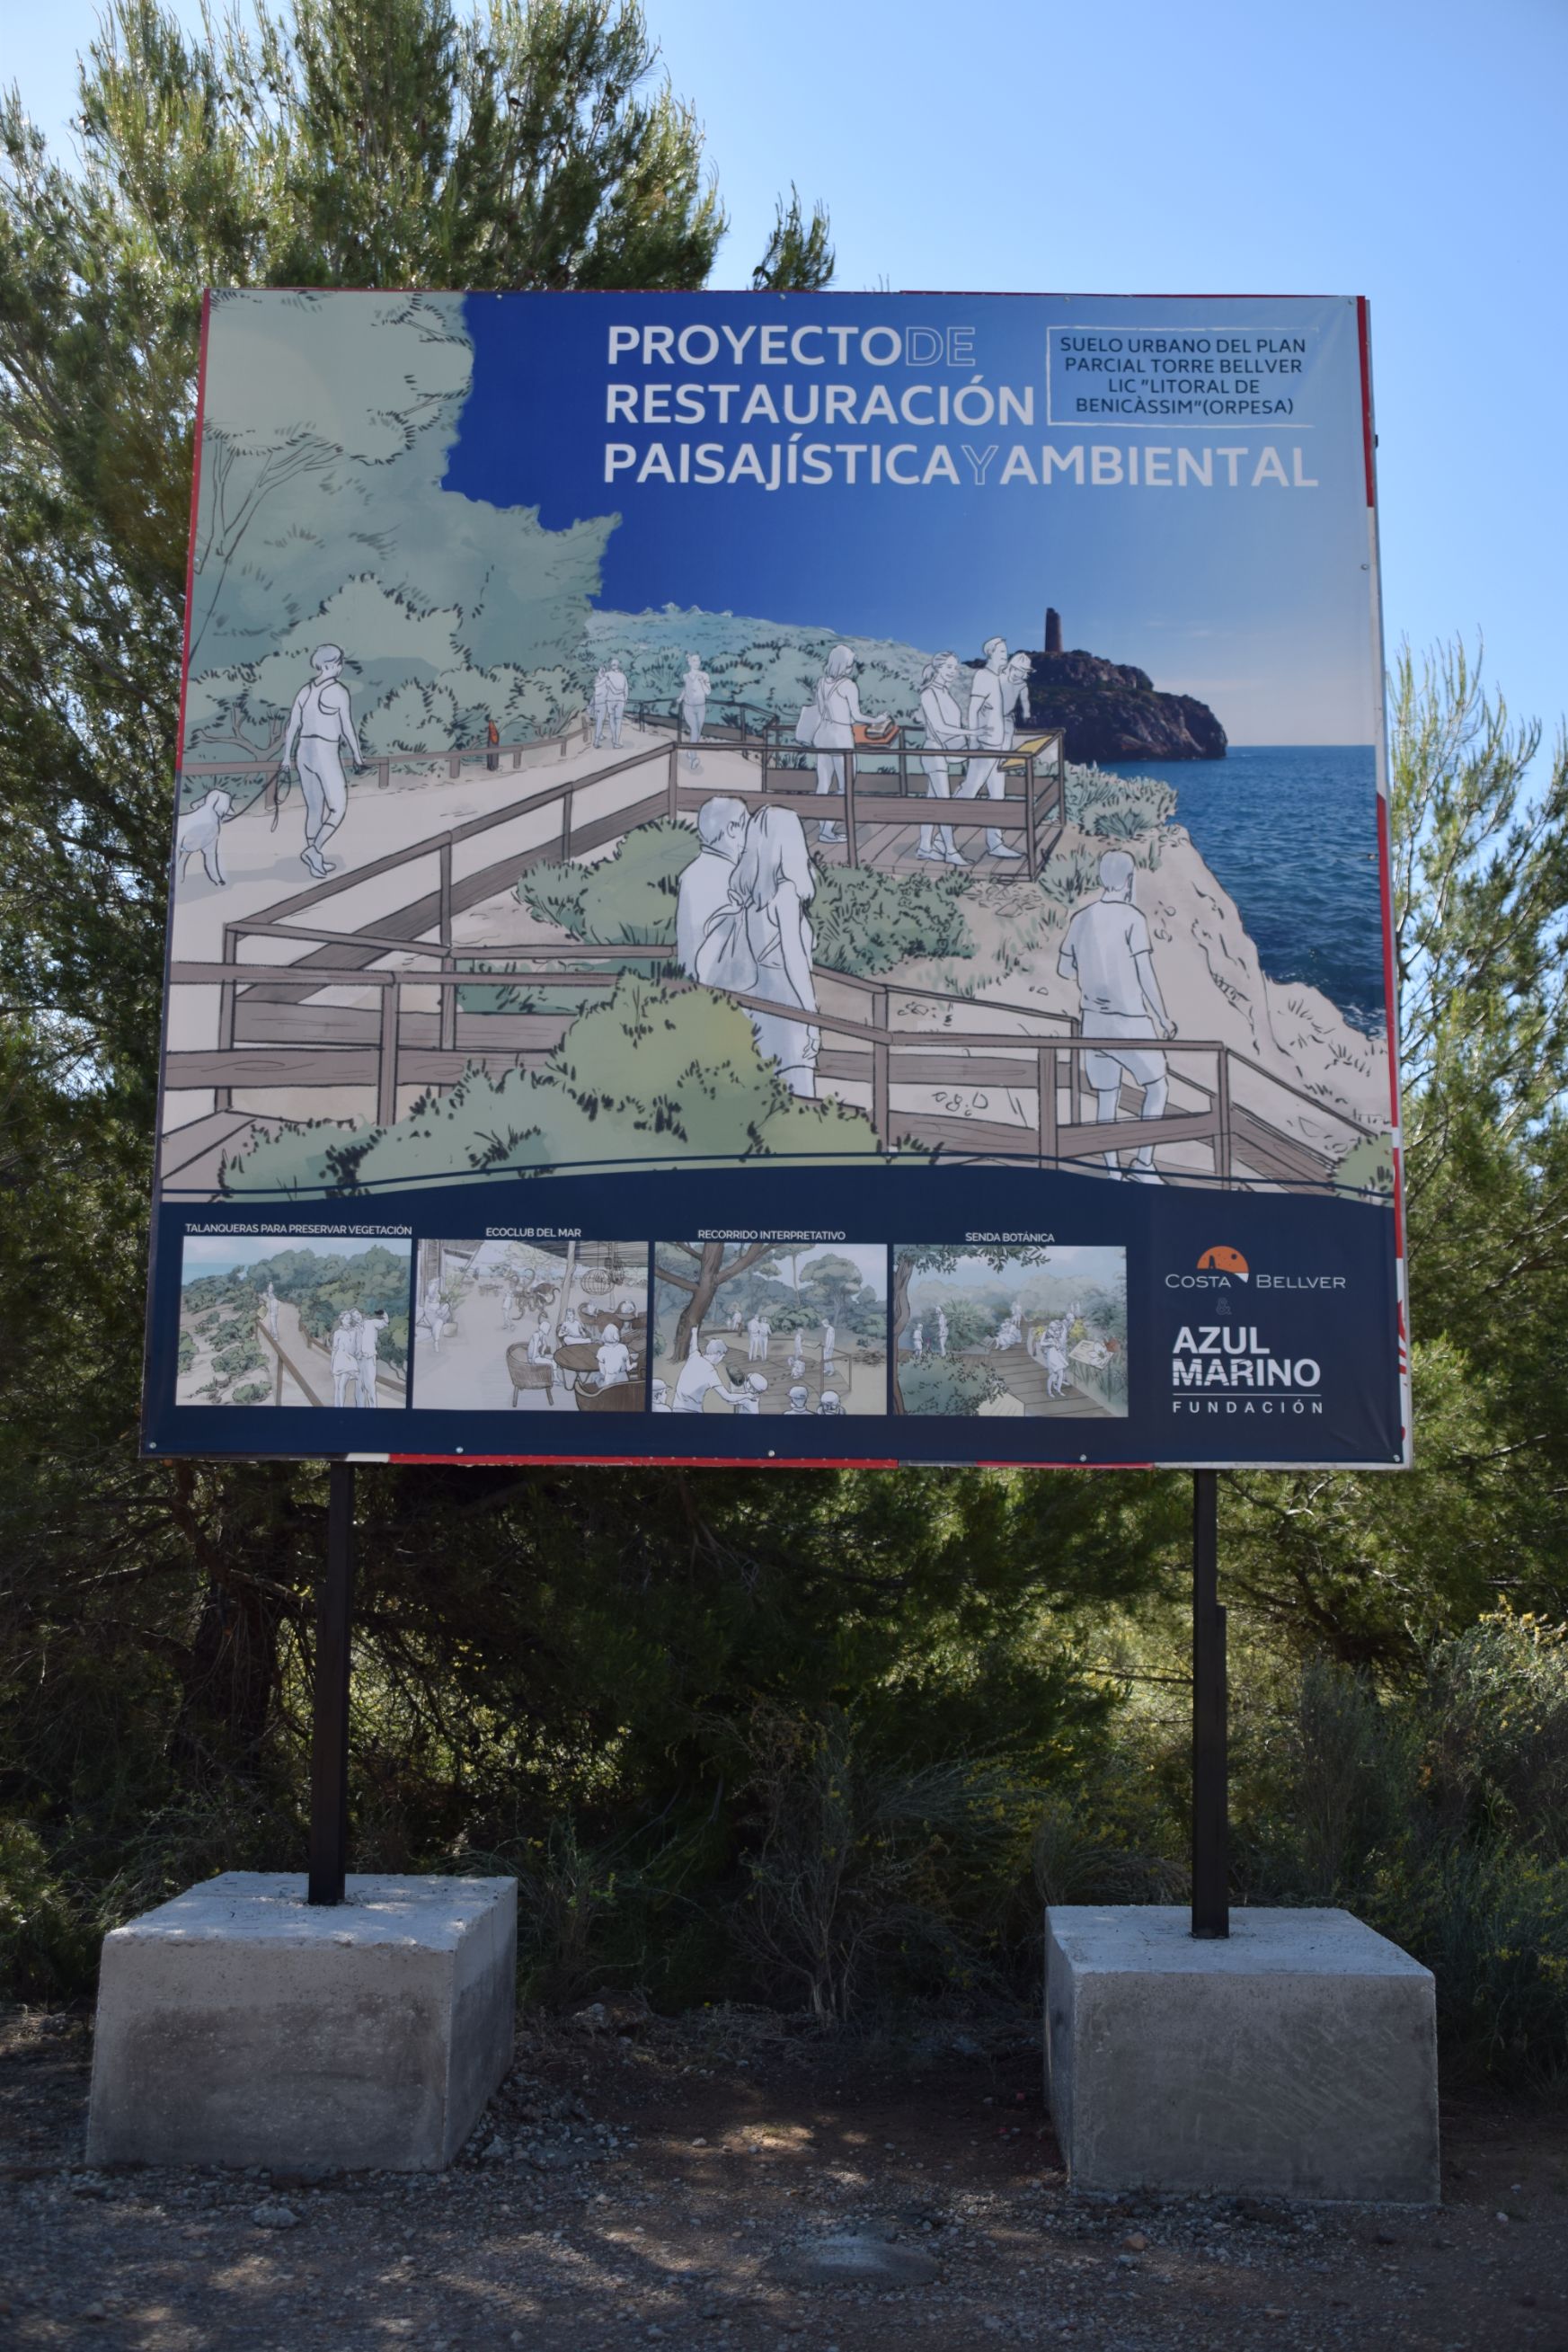 PROYECTO DE
RESTAURACIÓN
PAISAJÍSTICA Y AMBIENTAL
SUELO URBANO DEL PLAN
PARCIAL TORRE BELLVER
LIC "LITORAL DE
BENICÀSSIM"(ORPESA)
TALANQUERAS PARA PRESERVAR VEGETACIÓN
ECOCLUB DEL MAR
RECORRIDO INTERPRETATIVO
SENDA BOTÁNICA
COSTA BELLVER
&
AZUL
MARINO
FUNDACIÓN